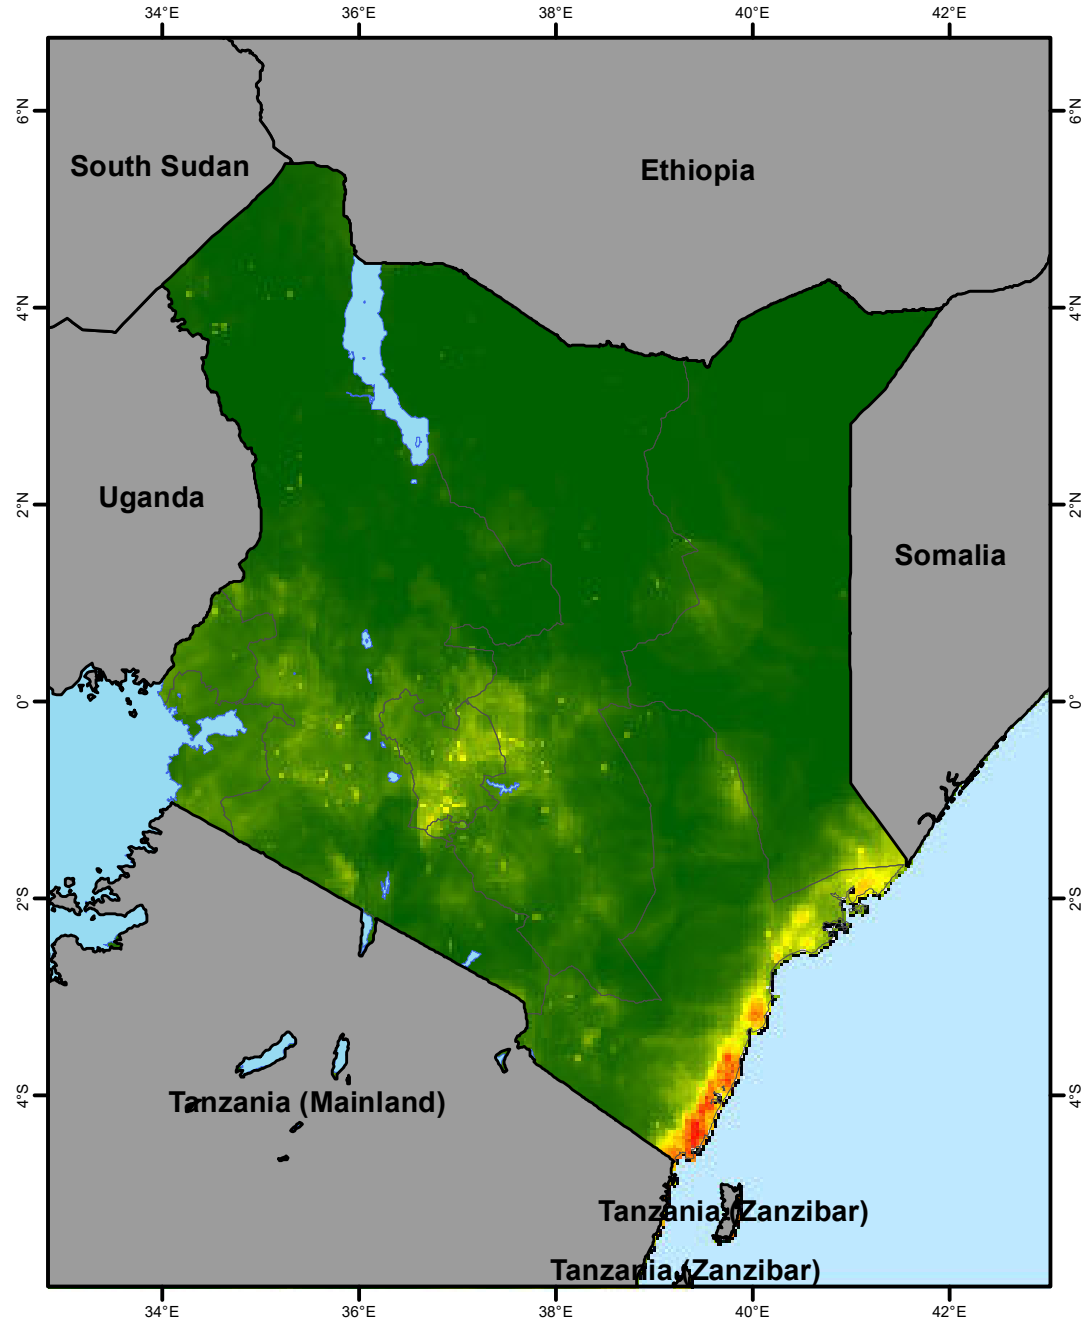 34°E 36°E 38°E 40°E 42°E
6°N 6°N
South Sudan
Ethiopia
4°N 4°N
Uganda
2°N 2°N
Somalia
0° 0°
2°S 2°S
4°S 4°S
Tanzania (Mainland)
Tanzania (Zanzibar)
Tanzania (Zanzibar)
34°E 36°E 38°E 40°E 42°E